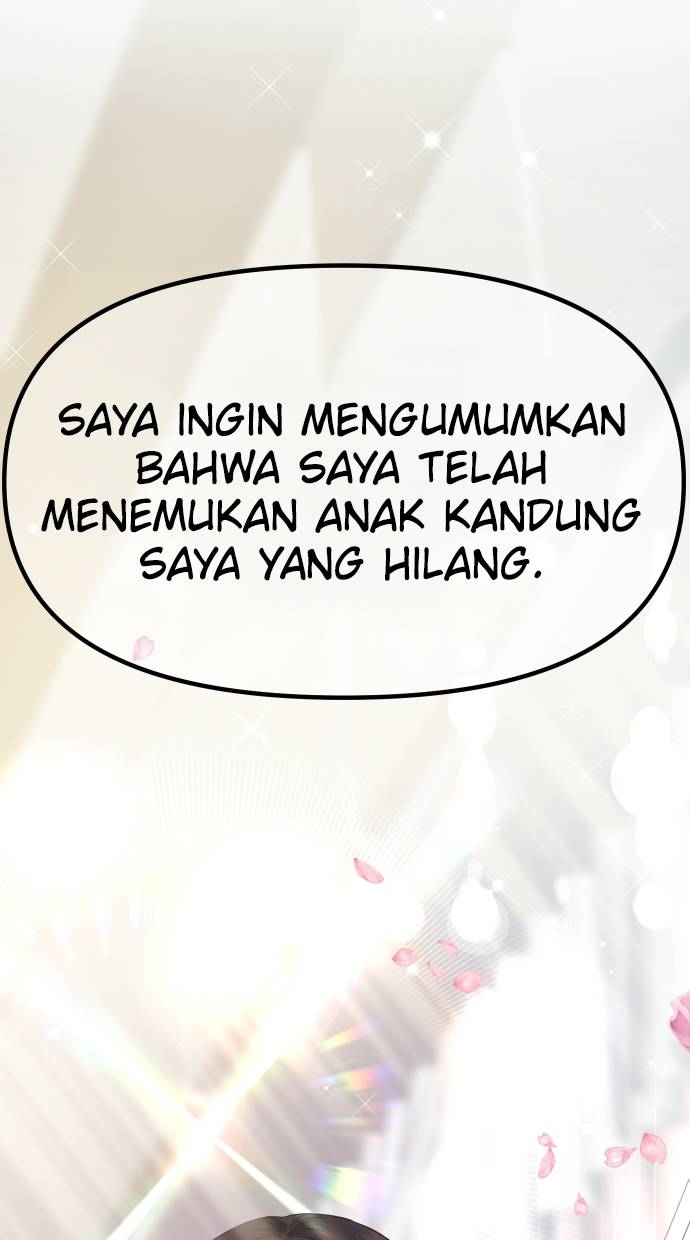 SAYA INGIN MENGUMUMKAN
BAHWA SAYA TELAH
MENEMUKAN ANAK KANDUNG
SAYA YANG HILANG.